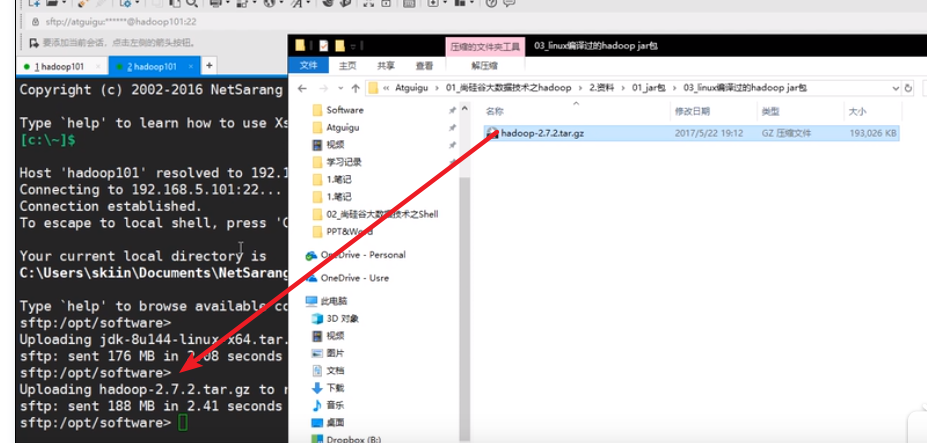 sftp://atguigu:******@hadoop101:22
要添加当前会话，点击左侧的箭头按钮。
1 hadoop101
2 hadoop101
+
Copyright (c) 2002-2016 NetSarang
Type `help' to learn how to use Xs
[c:\~]$
Host 'hadoop101' resolved to 192.1
Connecting to 192.168.5.101:22...
Connection established.
To escape to local shell, press 'C
Your current local directory is
C:\Users\skiin\Documents\NetSarang
Type `help' to browse available co
sftp:/opt/software>
Uploading jdk-8u144-linux-x64.tar.
sftp: sent 176 MB in 2.08 seconds
sftp:/opt/software>
Uploading hadoop-2.7.2.tar.gz to r
sftp: sent 188 MB in 2.41 seconds
sftp:/opt/software>
压缩的文件夹工具 03_linux编译过的hadoop jar包
文件 主页 共享 查看 解压缩
« Atguigu › 01_尚硅谷大数据技术之hadoop › 2.资料 › 01_jar包 › 03_linux编译过的hadoop jar包
Software
Atguigu
视频
学习记录
1.笔记
1.笔记
02_尚硅谷大数据技术之Shell
PPT&Word
OneDrive - Personal
OneDrive - Usre
此电脑
3D 对象
视频
图片
文档
下载
音乐
桌面
Dropbox (B:)
名称 修改日期 类型 大小
hadoop-2.7.2.tar.gz 2017/5/22 19:12 GZ 压缩文件 193,026 KB